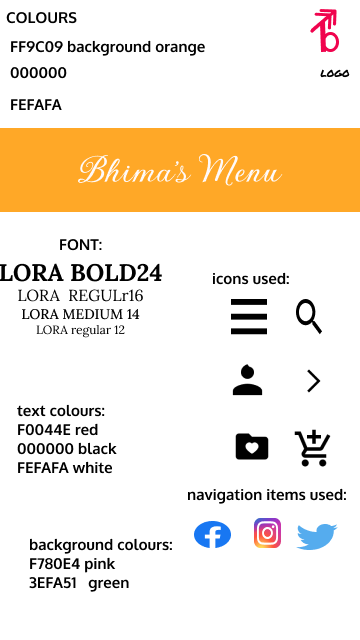 COLOURS
FF9C09 background orange
000000
FEFAFA
b
LOGO
Bhima's Menu
FONT:
LORA BOLD24
LORA REGULr16
LORA MEDIUM 14
LORA regular 12
icons used:
text colours:
F0044E red
000000 black
FEFAFA white
navigation items used:
background colours:
F780E4 pink
3EFA51 green